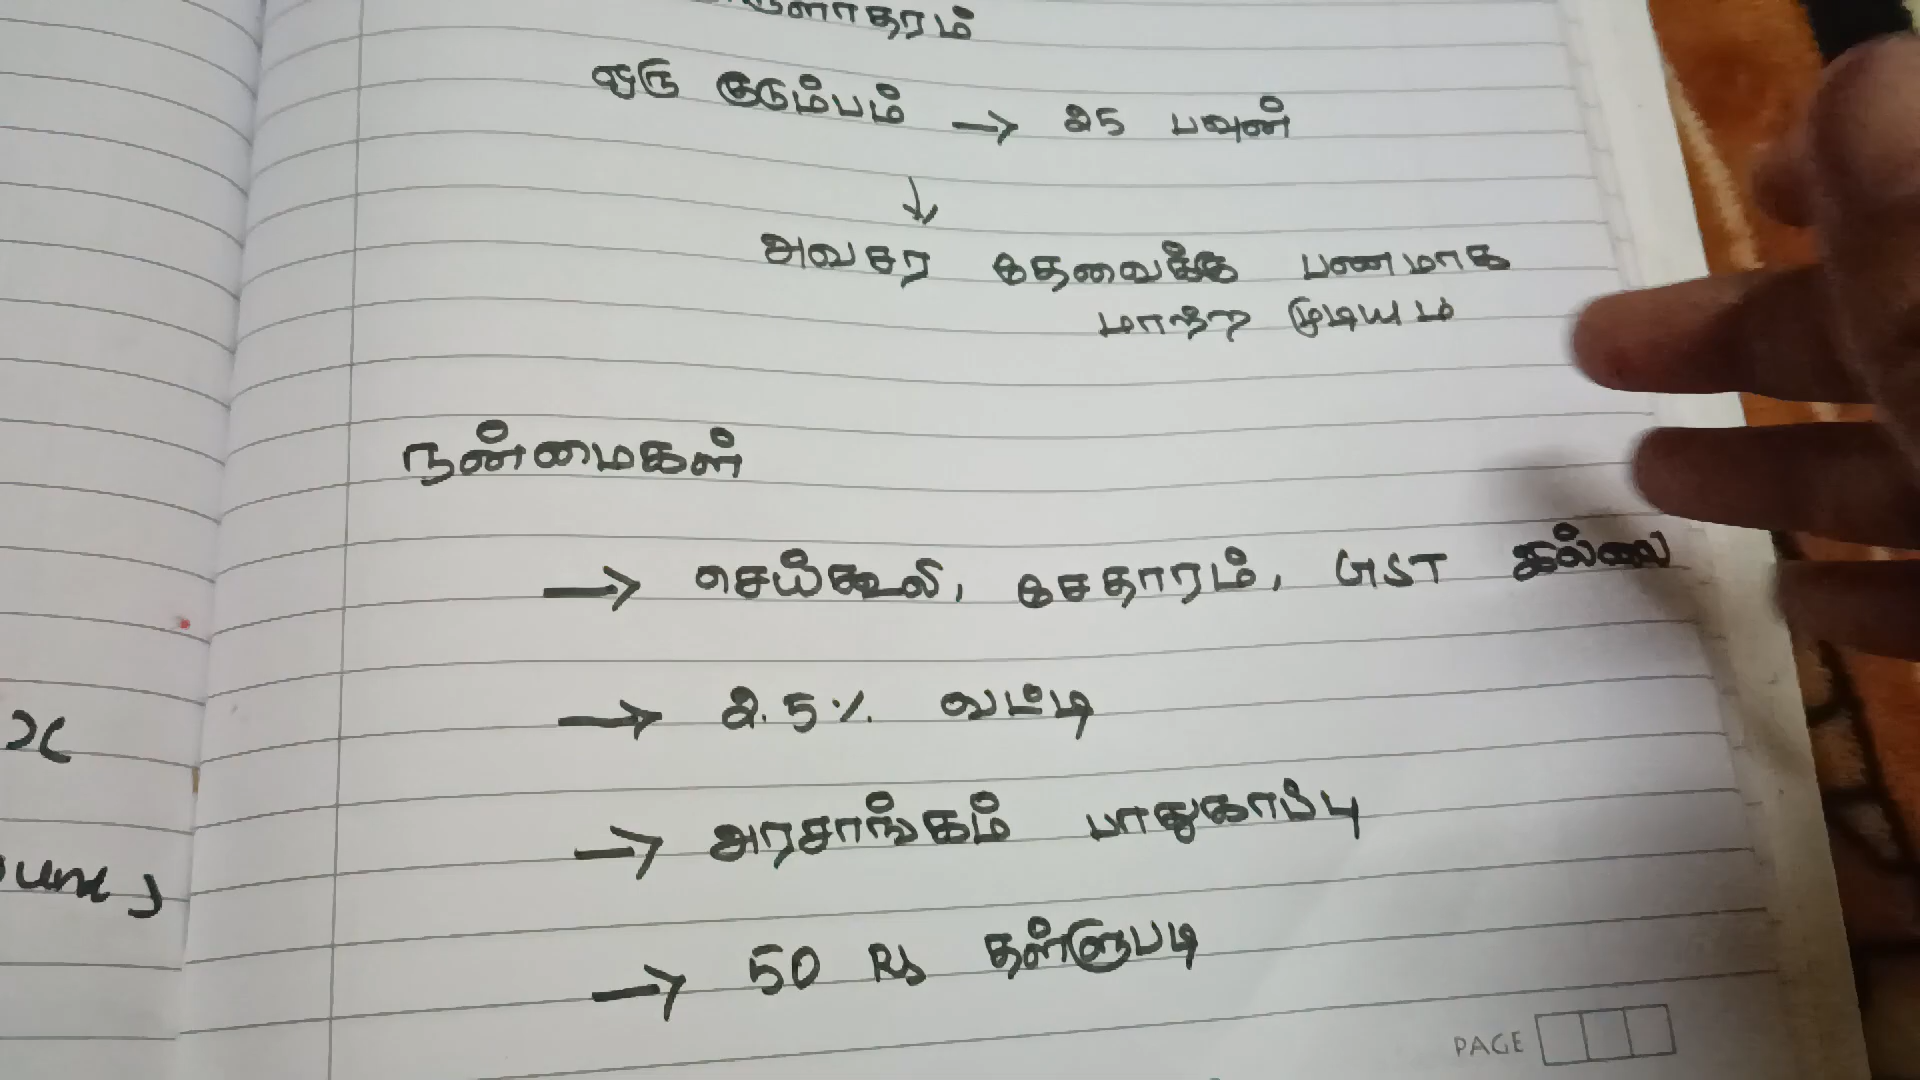 ஒரு குடும்பம் → 25 பவுன்
↓
அவசர தேவைக்கு பணமாக
மாற்ற முடியும்
நன்மைகள்
→ செய்கூலி, சேதாரம், GST இல்லை
→ 2.5% வட்டி
→ அரசாங்கம் பாதுகாப்பு
→ 50 Rs தள்ளுபடி
PAGE